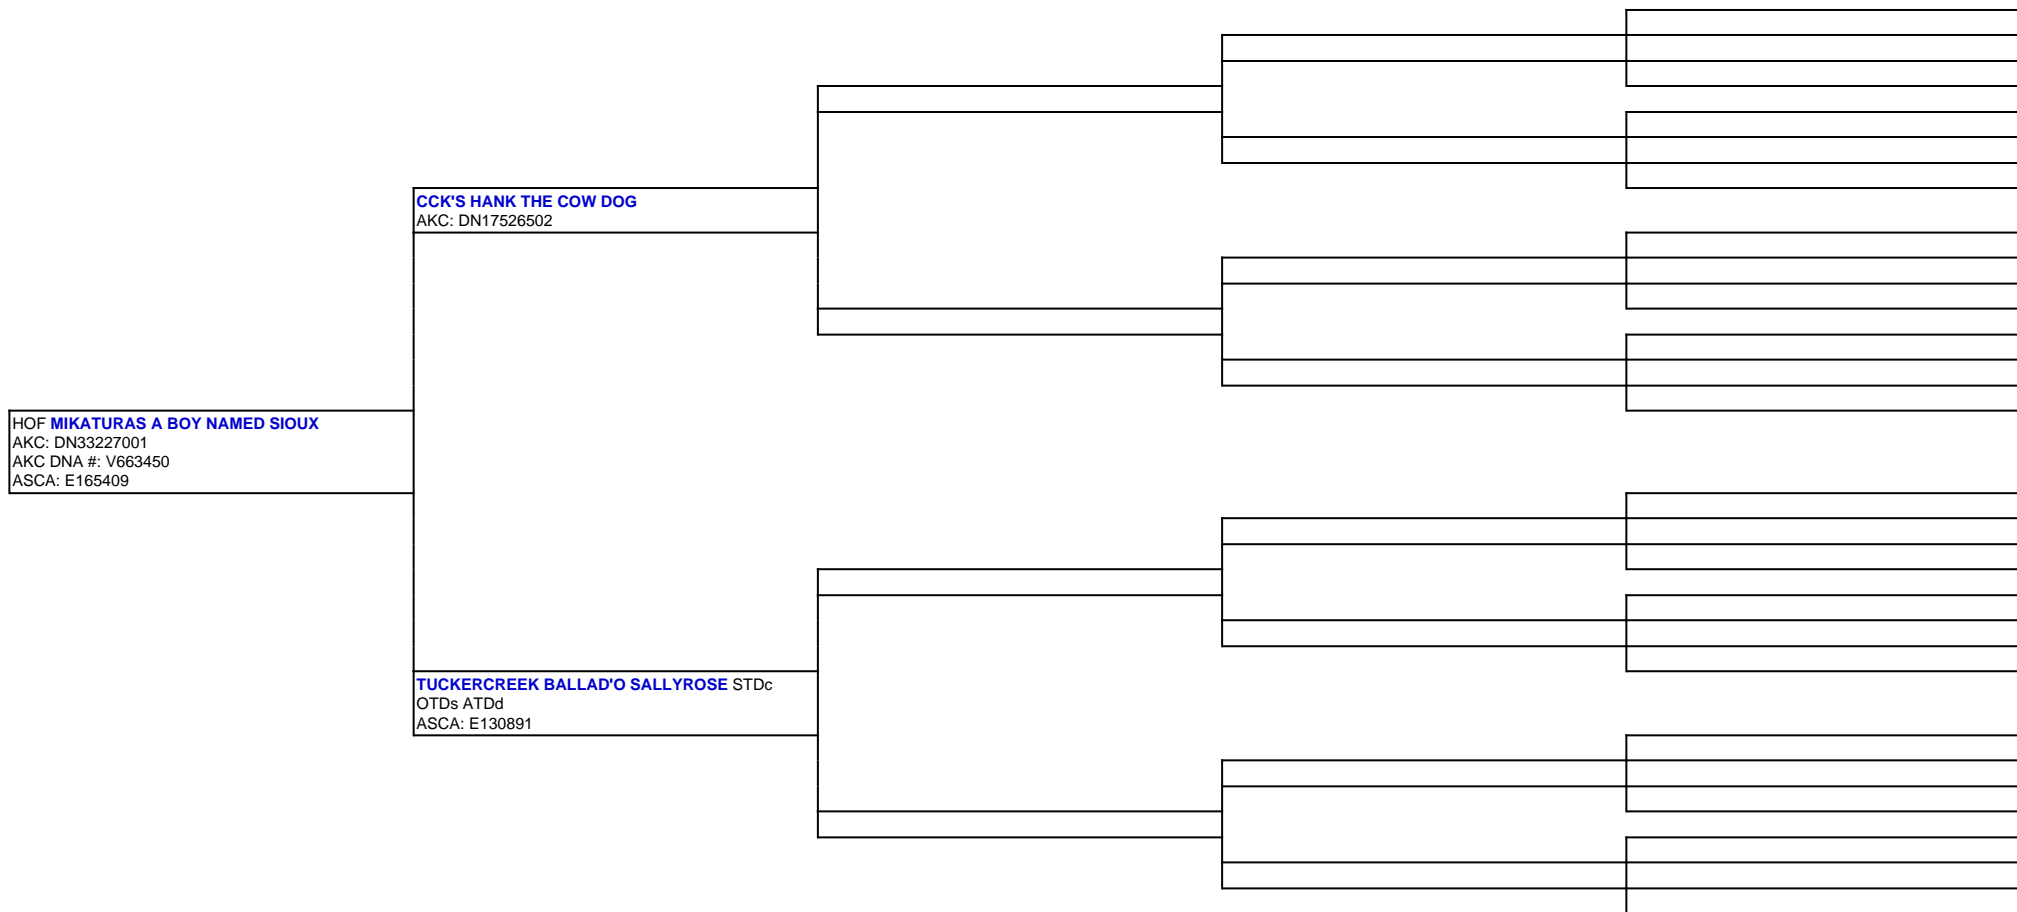 CCK'S HANK THE COW DOG
AKC: DN17526502
HOF MIKATURAS A BOY NAMED SIOUX
AKC: DN33227001
AKC DNA #: V663450
ASCA: E165409
TUCKERCREEK BALLAD'O SALLYROSE STDc
OTDs ATDd
ASCA: E130891